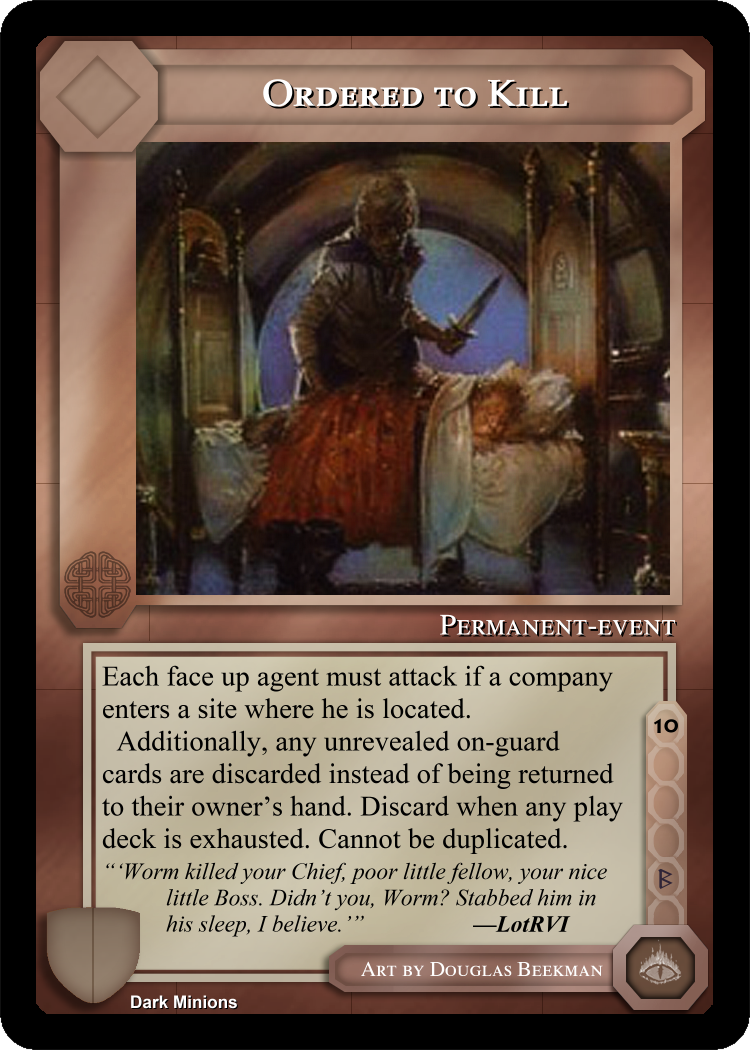 Ordered to Kill
Permanent-event
Each face up agent must attack if a company
enters a site where he is located.
Additionally, any unrevealed on-guard
cards are discarded instead of being returned
to their owner's hand. Discard when any play
deck is exhausted. Cannot be duplicated.
10
"'Worm killed your Chief, poor little fellow, your nice
little Boss. Didn't you, Worm? Stabbed him in
his sleep, I believe.'" —LotRVI
ᛒ
Art by Douglas Beekman
Dark Minions